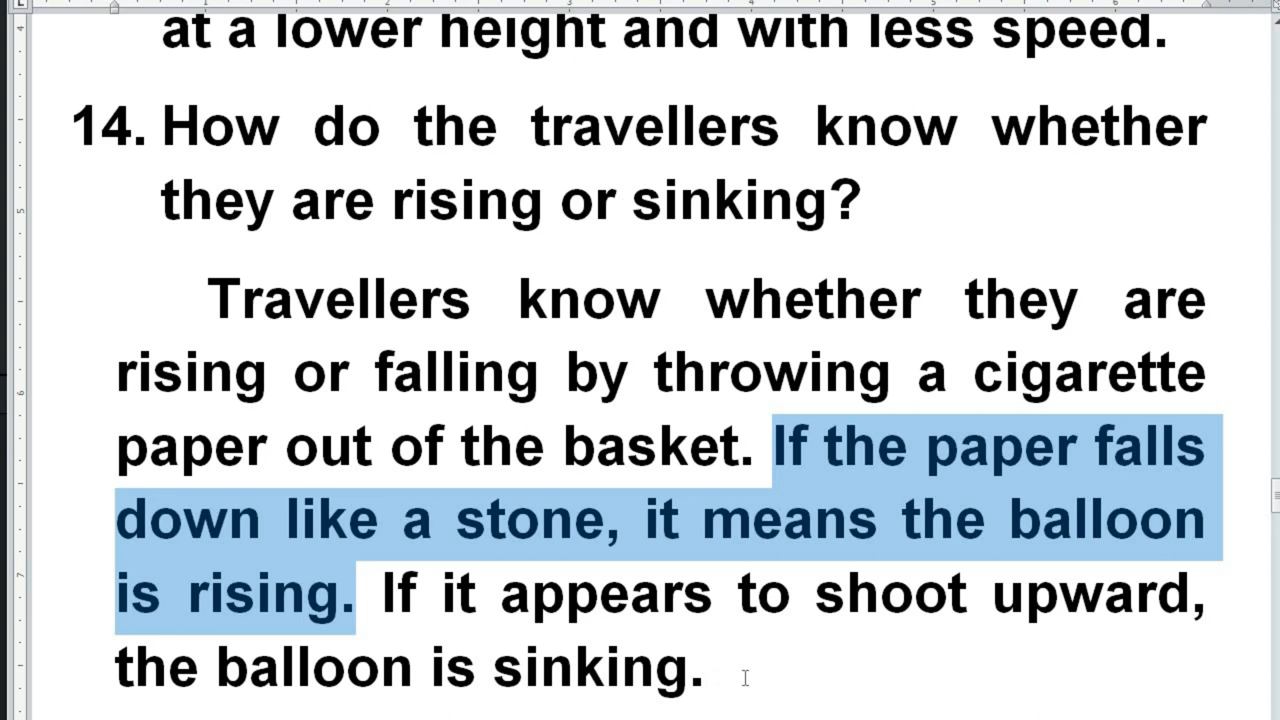 at a lower height and with less speed.
14. How do the travellers know whether
they are rising or sinking?
Travellers know whether they are
rising or falling by throwing a cigarette
paper out of the basket. If the paper falls
down like a stone, it means the balloon
is rising. If it appears to shoot upward,
the balloon is sinking.